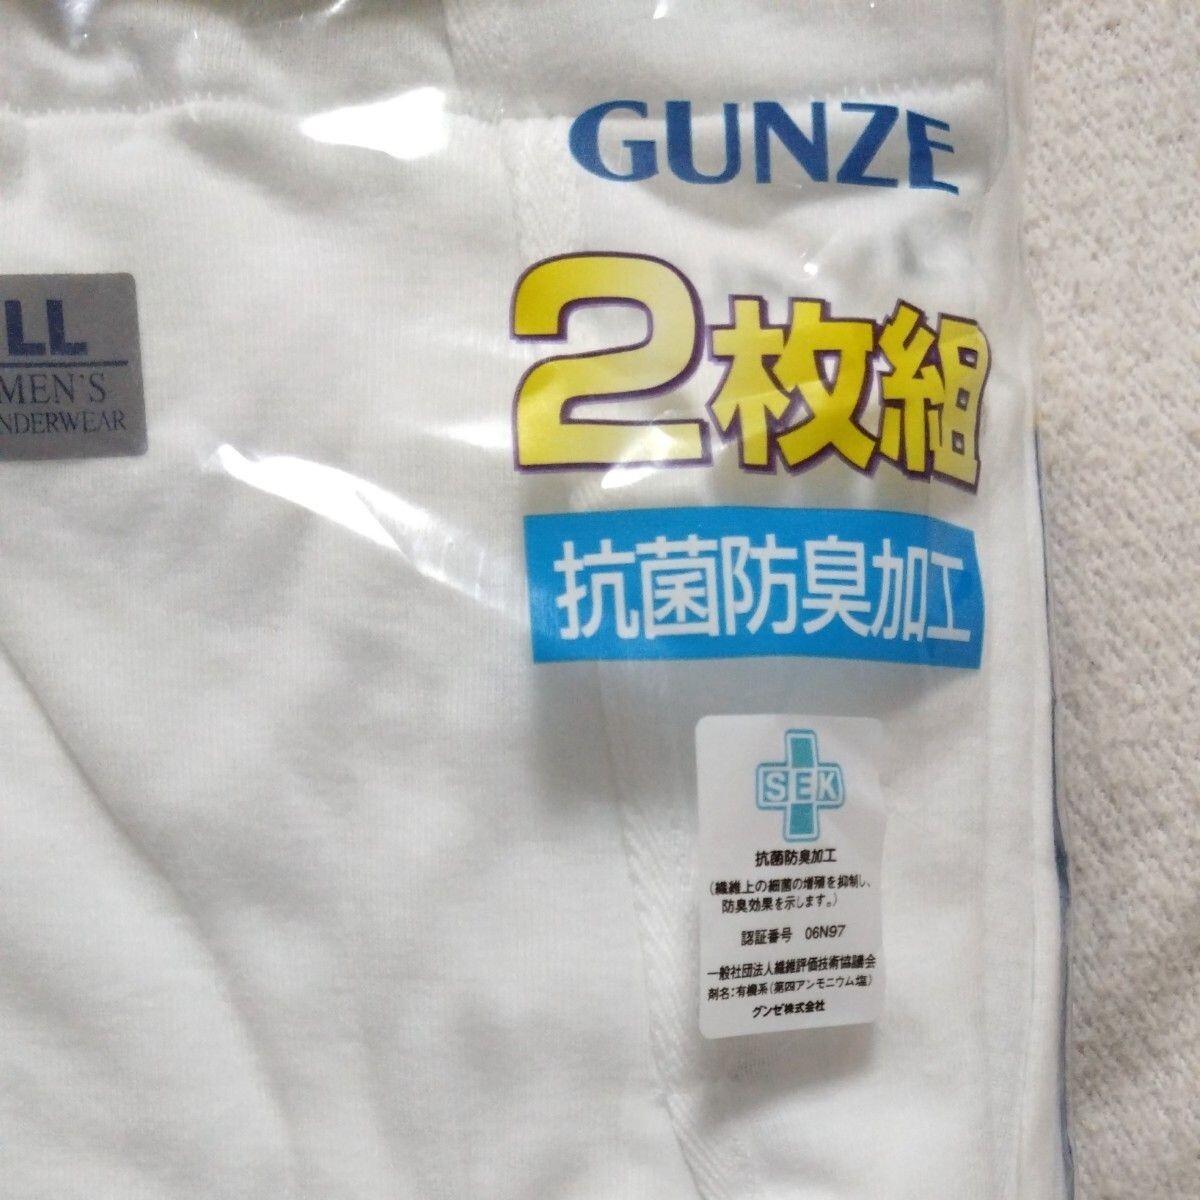 GUNZE
2枚組
抗菌防臭加工
LL
MEN'S
NDERWEAR
SEK
抗菌防臭加工
(繊維上の細菌の増殖を抑制し、
防臭効果を示します。)
認証番号 06N97
一般社団法人繊維評価技術協議会
剤名：有機系(第四アンモニウム塩)
グンゼ株式会社